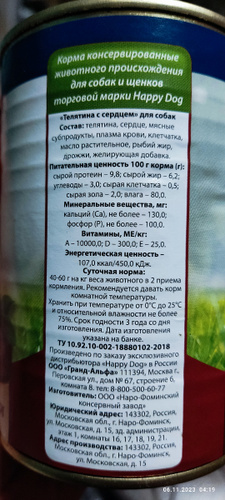 Корма консервированные
животного происхождения
для собак и щенков
торговой марки Happy Dog
«Телятина с сердцем» для собак
Состав: телятина, сердце, мясные
субпродукты, плазма крови, клетчатка,
масло растительное, рыбий жир,
дрожжи, желирующая добавка.
Питательная ценность 100 г корма (г):
сырой протеин – 9,8; сырой жир – 6,2;
углеводы – 3,0; сырая клетчатка – 0,5;
сырая зола – 2,0; влага – 80,0.
Минеральные вещества, мг:
кальций (Ca), не более – 130,0;
фосфор (P), не более – 100,0.
Витамины, МЕ/кг:
A – 10000,0; D – 300,0; E – 25,0.
Энергетическая ценность –
107,0 ккал/450,0 кДж.
Суточная норма:
40-60 г на кг веса животного в 2 приема
кормления. Рекомендуется давать корм
комнатной температуры.
Хранить при температуре от 0°C до 25°C
и относительной влажности не более
75%. Срок годности 3 года со дня
изготовления. Дата изготовления
указана на банке.
ТУ 10.92.10-002-18880102-2018
Произведено по заказу эксклюзивного
дистрибьютора «Happy Dog» в России
ООО «Гранд-Альфа» 111394, Москва г,
Перовская ул., дом № 67, строение 6,
комната 8. тел: 8-800-500-60-77
Изготовитель: ООО «Наро-Фоминский
консервный завод»
Юридический адрес: 143302, Россия,
Московская обл., г. Наро-Фоминск,
ул. Московская, д. 15, зд. административное,
этаж 1, комнаты 16, 17, 18, 19, 21.
Адрес производства: 143302, Россия,
Московская обл., г. Наро-Фоминск,
ул. Московская, д. 15
06.11.2023 04:19